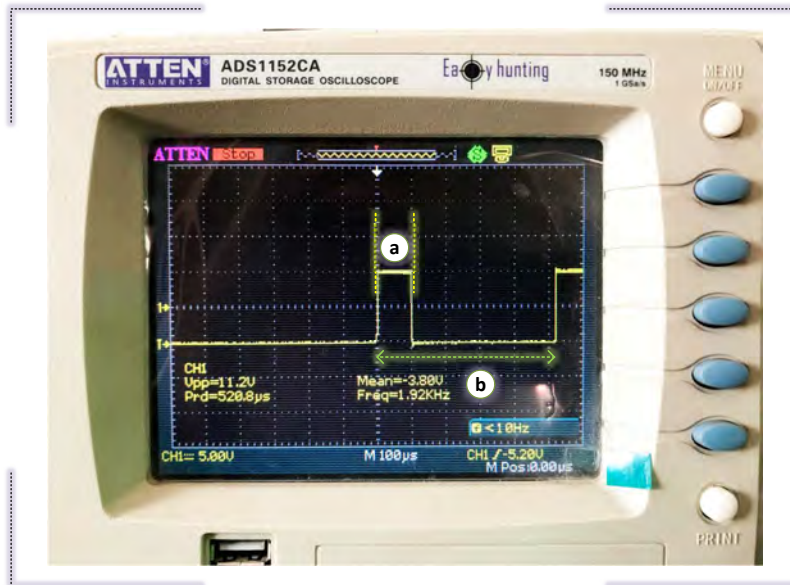 ATTEN®
INSTRUMENTS
ADS1152CA
DIGITAL STORAGE OSCILLOSCOPE
Ea y hunting
150 MHz
1 GSa/s
MENU
ON/OFF
ATTEN Stop
a
1
T
CH1
Vpp=11.2V
Prd=520.8µs
Mean=-3.80V
Freq=1.92KHz
b
<10Hz
CH1 5.00V
M 100µs
CH1 -5.20V
M Pos:0.00µs
PRINT